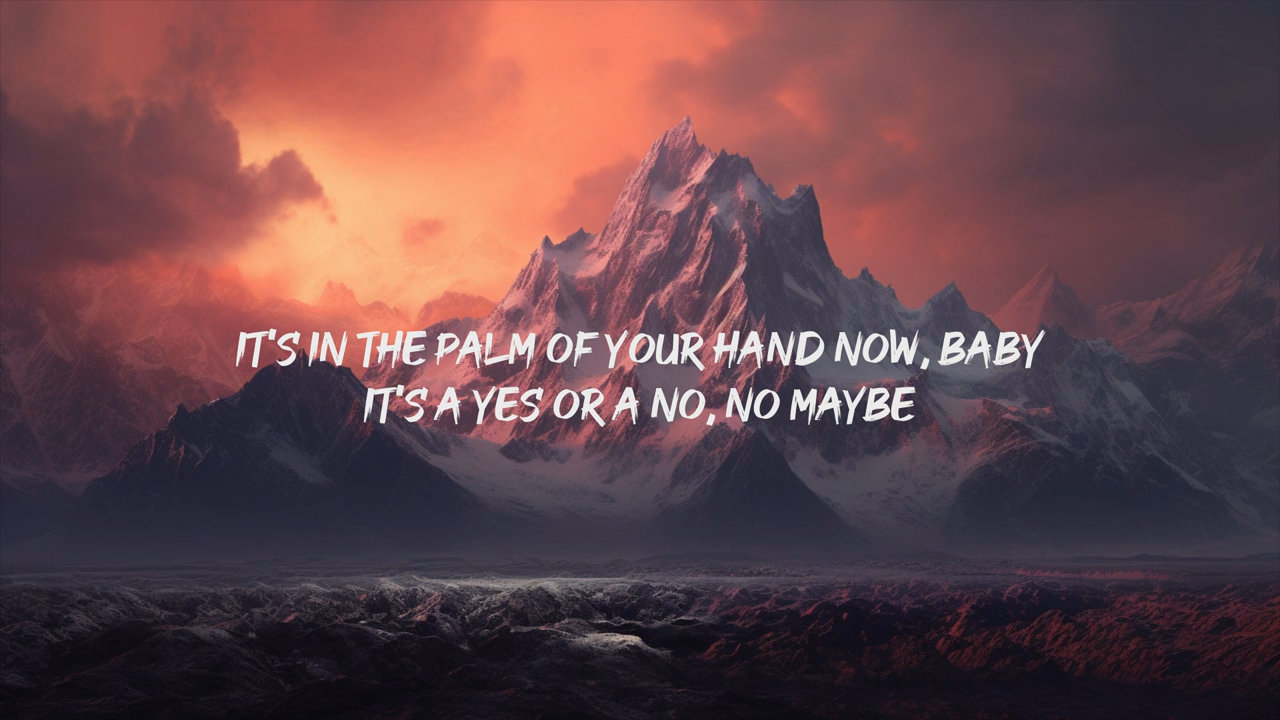 IT'S IN THE PALM OF YOUR HAND NOW, BABY
IT'S A YES OR A NO, NO MAYBE